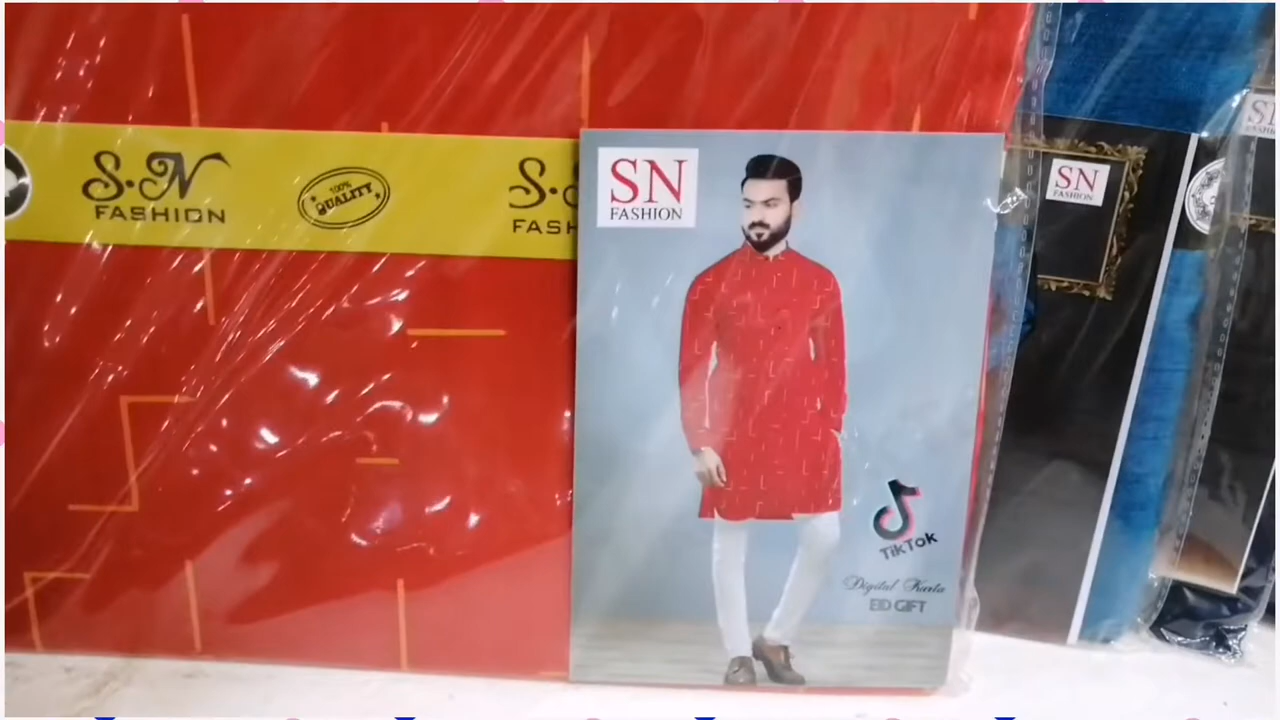 S.N
FASHION
100%
QUALITY
S.
FASH
SN
FASHION
TikTok
Digital Kurta
EID GIFT
SN
FASHION